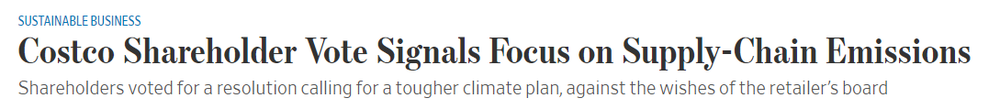 SUSTAINABLE BUSINESS
Costco Shareholder Vote Signals Focus on Supply-Chain Emissions
Shareholders voted for a resolution calling for a tougher climate plan, against the wishes of the retailer’s board